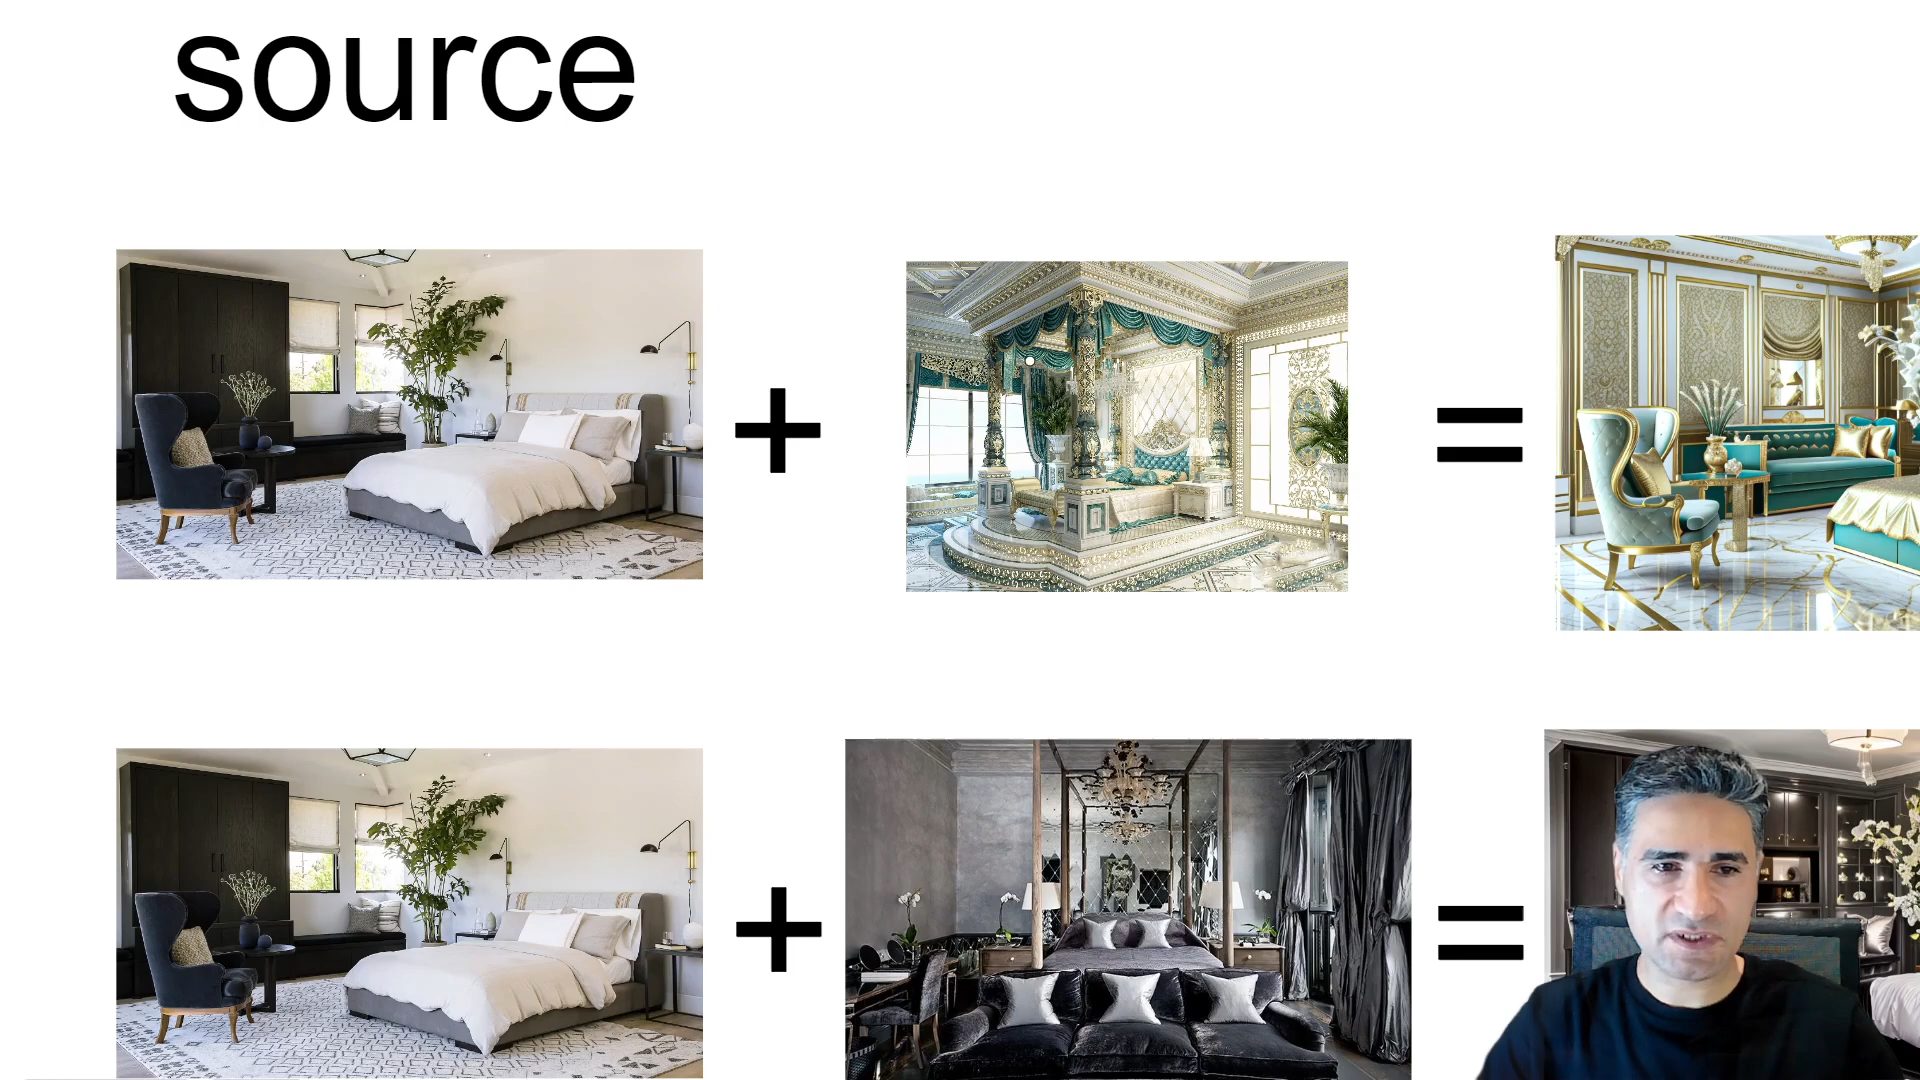 source
+ =
+ =